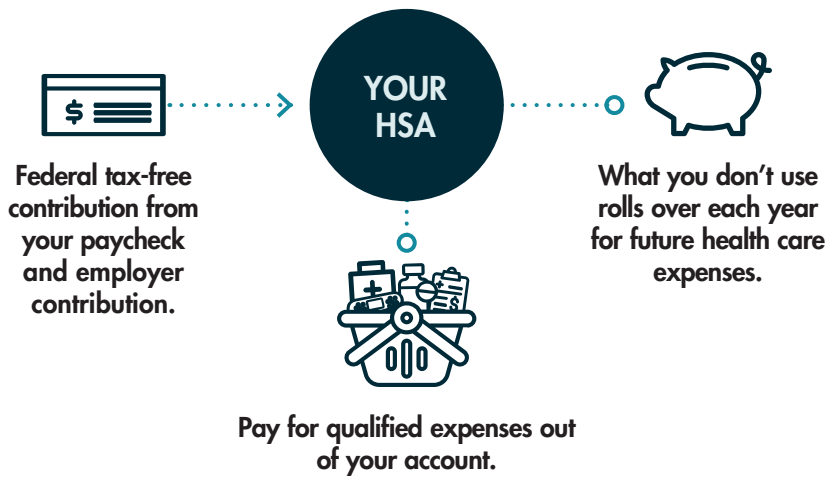 YOUR
HSA
$
Federal tax-free
contribution from
your paycheck
and employer
contribution.
What you don’t use
rolls over each year
for future health care
expenses.
$
Pay for qualified expenses out
of your account.